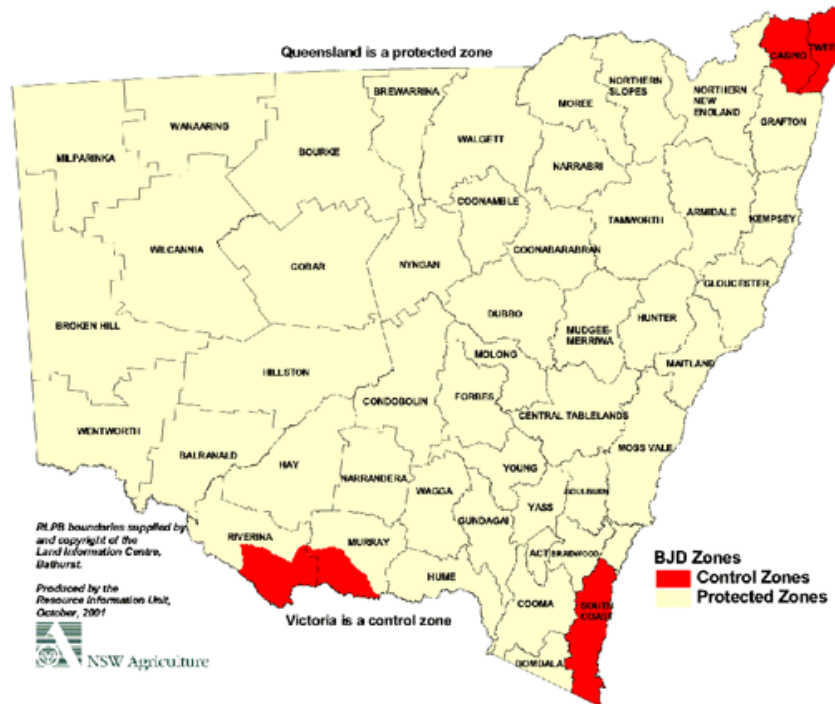 Queensland is a protected zone
TWEED
CASINO
BREWARRINA
NORTHERN
SLOPES
NORTHERN
NEW
ENGLAND
MOREE
WANAARING
GRAFTON
MILPARINKA
BOURKE
WALGETT
NARRABRI
COONAMBLE
ARMIDALE
KEMPSEY
TAMWORTH
WILCANNIA
COONABARABRAN
COBAR
NYNGAN
GLOUCESTER
DUBBO
HUNTER
BROKEN HILL
MUDGEE-
MERRIWA
MOLONG
MAITLAND
HILLSTON
FORBES
CONDOBOLIN
CENTRAL TABLELANDS
WENTWORTH
MOSS VALE
BALRANALD
HAY
YOUNG
NARRANDERA
WAGGA
GOULBURN
YASS
GUNDAGAI
RLPB boundaries supplied by
and copyright of the
Land Information Centre,
Bathurst.
RIVERINA
MURRAY
ACT
BRAIDWOOD
BJD Zones
Control Zones
Protected Zones
HUME
COOMA
SOUTH
COAST
Produced by the
Resource Information Unit,
October, 2001
Victoria is a control zone
NSW Agriculture
BOMBALA